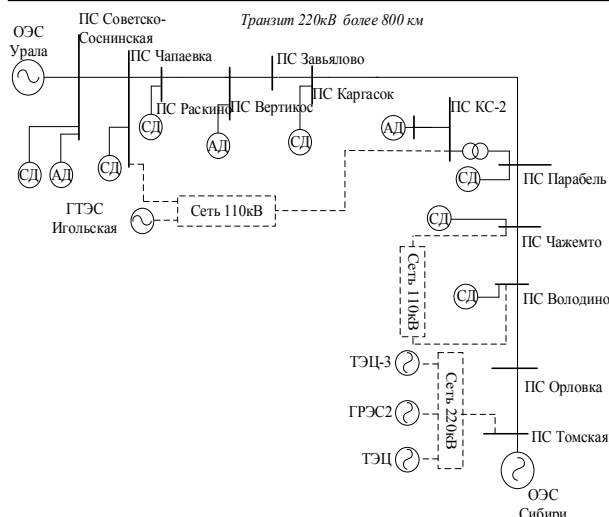 Транзит 220кВ более 800 км
ОЭС
Урала
ПС Советско-
Соснинская
ПС Чапаевка
ПС Раскино
ПС Вертикос
ПС Завьялово
ПС Каргасок
ПС КС-2
СД
АД
СД
СД
АД
СД
АД
СД
ПС Парабель
ГТЭС
Игольская
Сеть 110кВ
СД
ПС Чажемто
Сеть 110кВ
СД
ПС Володино
ТЭЦ-3
ГРЭС2
ТЭЦ
Сеть 220кВ
ПС Орловка
ПС Томская
ОЭС
Сибири